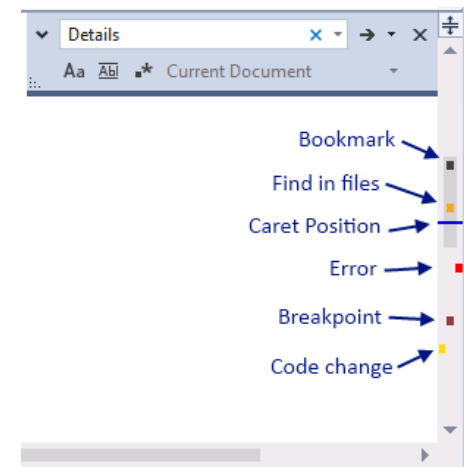 Details
Aa Abl .* Current Document
Bookmark
Find in files
Caret Position
Error
Breakpoint
Code change